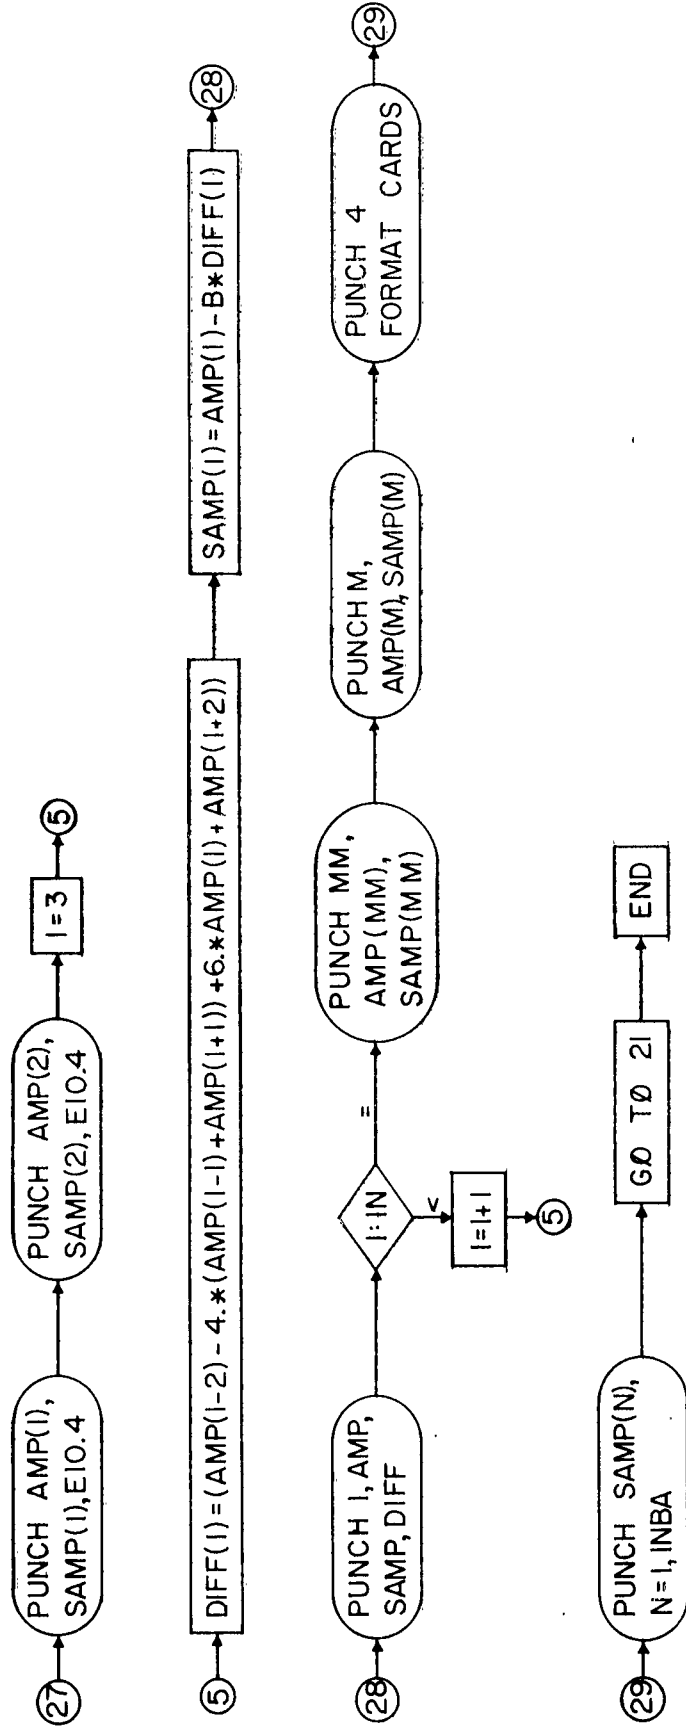 27
PUNCH AMP(1),
SAMP(1), E10.4
PUNCH AMP(2),
SAMP(2), E10.4
I=3
5
5
DIFF(I)=(AMP(I-2)-4.*(AMP(I-1)+AMP(I+1))+6.*AMP(I)+AMP(I+2))
SAMP(I)=AMP(I)-B*DIFF(I)
28
28
PUNCH I, AMP,
SAMP, DIFF
I:IN
=
<
I=I+1
5
PUNCH MM,
AMP(MM),
SAMP(MM)
PUNCH M,
AMP(M), SAMP(M)
PUNCH 4
FORMAT CARDS
29
29
PUNCH SAMP(N),
N=1, INBA
GØ TØ 21
END